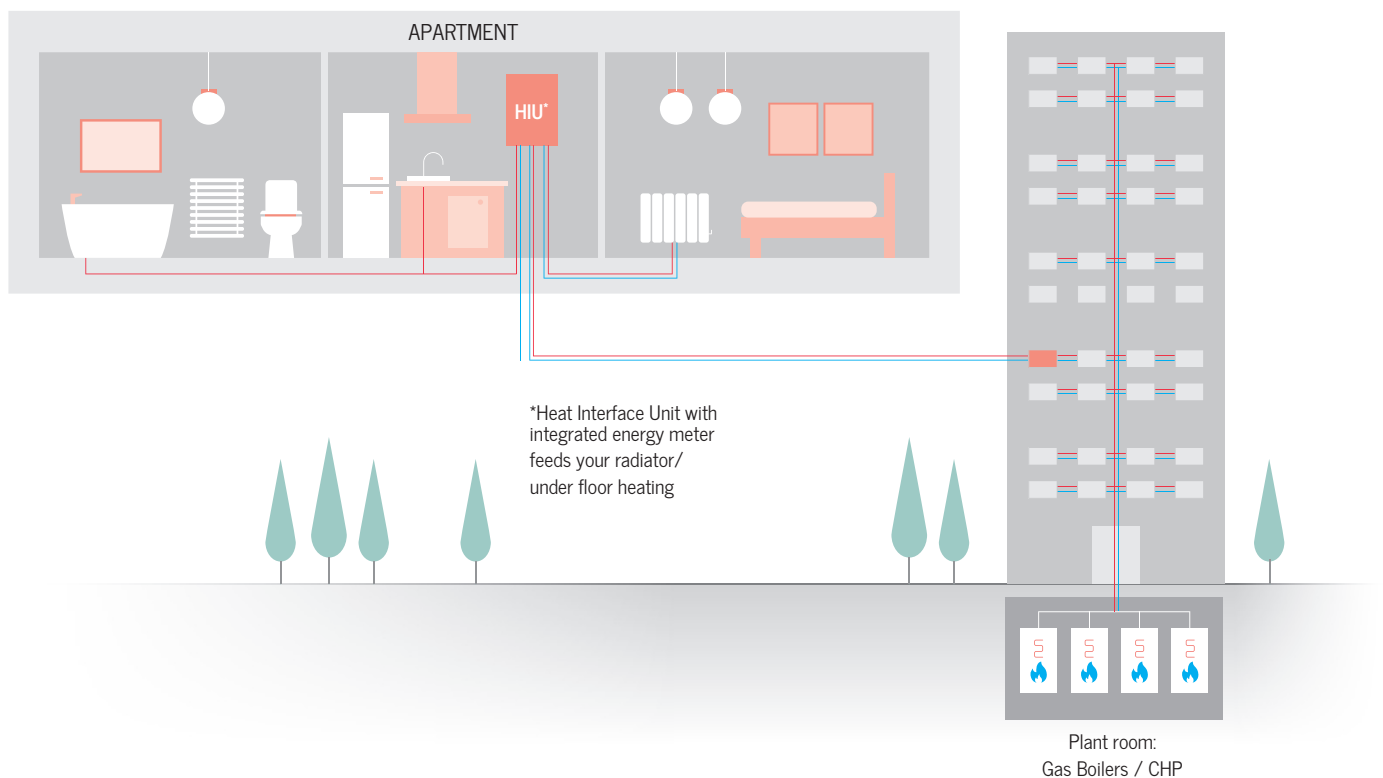 APARTMENT
HIU*
*Heat Interface Unit with
integrated energy meter
feeds your radiator/
under floor heating
Plant room:
Gas Boilers / CHP